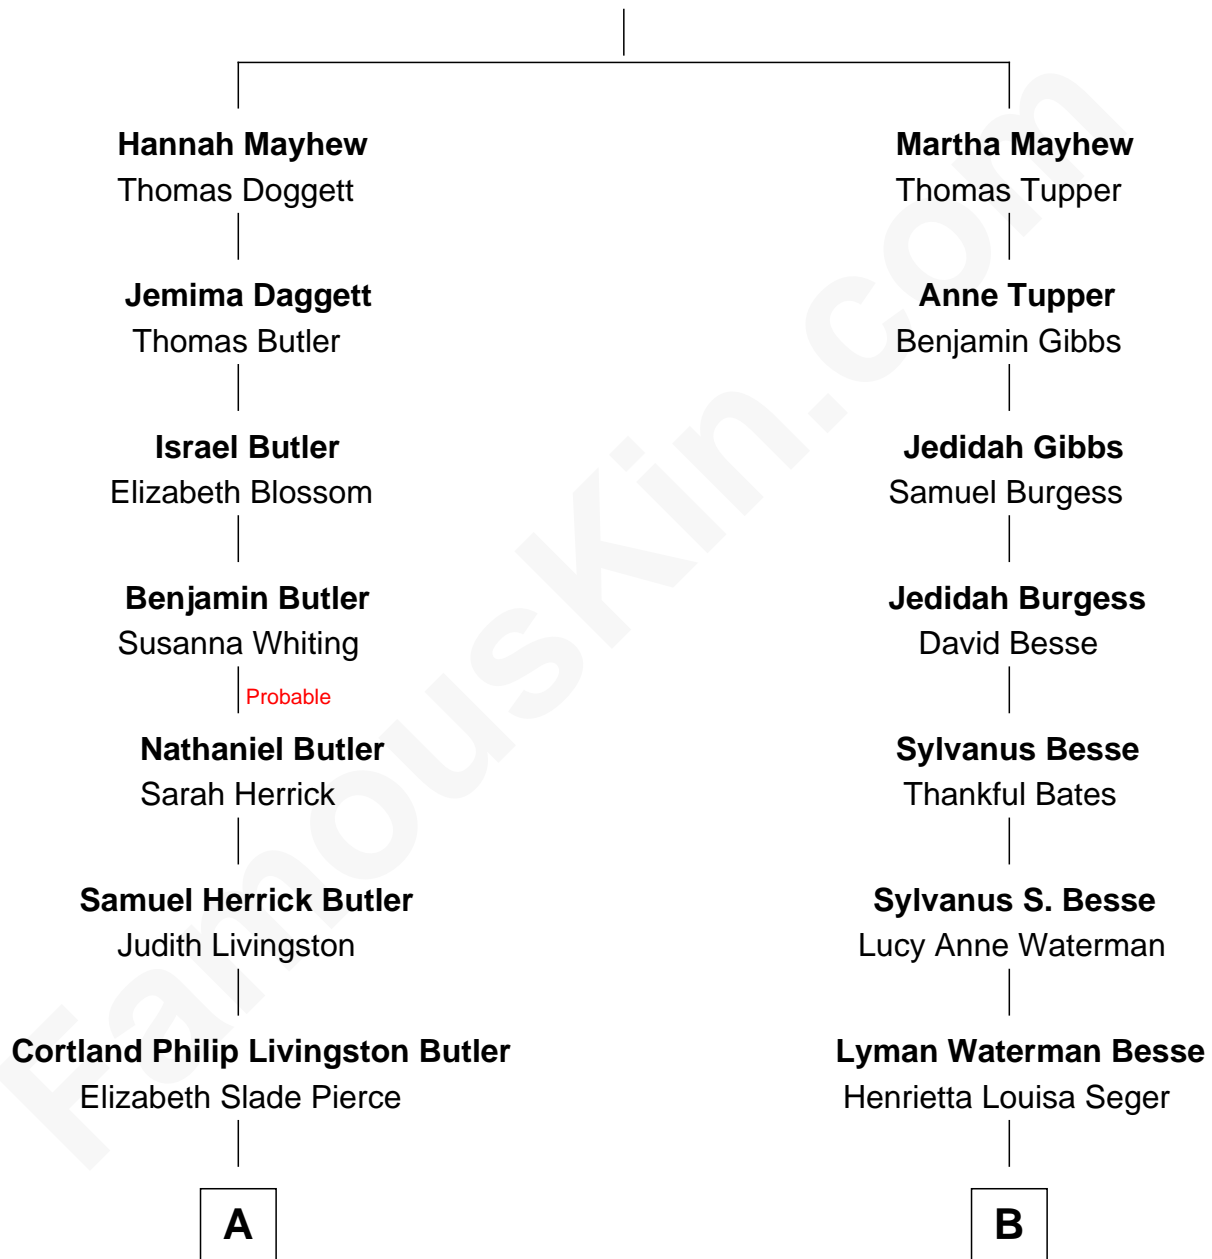 Hannah Mayhew
Thomas Doggett
Jemima Daggett
Thomas Butler
Israel Butler
Elizabeth Blossom
Benjamin Butler
Susanna Whiting
Probable
Nathaniel Butler
Sarah Herrick
Samuel Herrick Butler
Judith Livingston
Cortland Philip Livingston Butler
Elizabeth Slade Pierce
A
Martha Mayhew
Thomas Tupper
Anne Tupper
Benjamin Gibbs
Jedidah Gibbs
Samuel Burgess
Jedidah Burgess
David Besse
Sylvanus Besse
Thankful Bates
Sylvanus S. Besse
Lucy Anne Waterman
Lyman Waterman Besse
Henrietta Louisa Seger
B
FamousKin.com